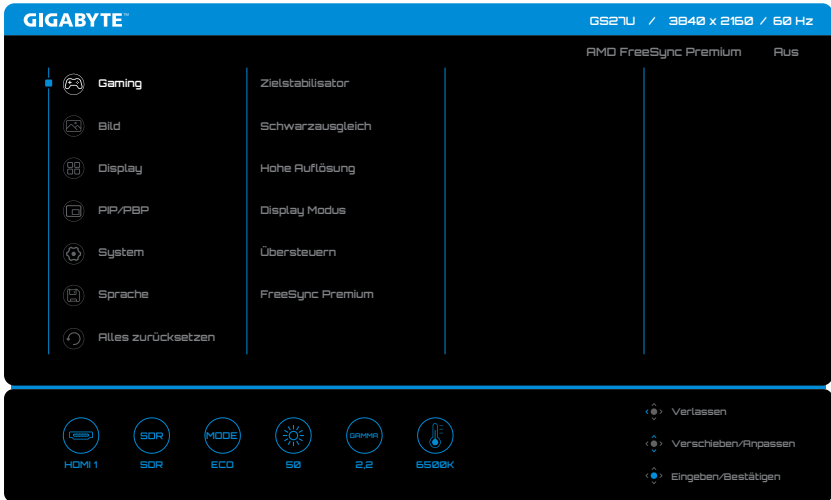 GIGABYTE™ GS27U / 3840 x 2160 / 60 Hz
AMD FreeSync Premium Aus
Gaming Zielstabilisator
Bild Schwarzausgleich
Display Hohe Auflösung
PIP/PBP Display Modus
System Übersteuern
Sprache FreeSync Premium
Alles zurücksetzen
Verlassen
SDR MODE GAMMA
Verschieben/Anpassen
HDMI 1 SDR ECO 50 2,2 6500K
Eingeben/Bestätigen